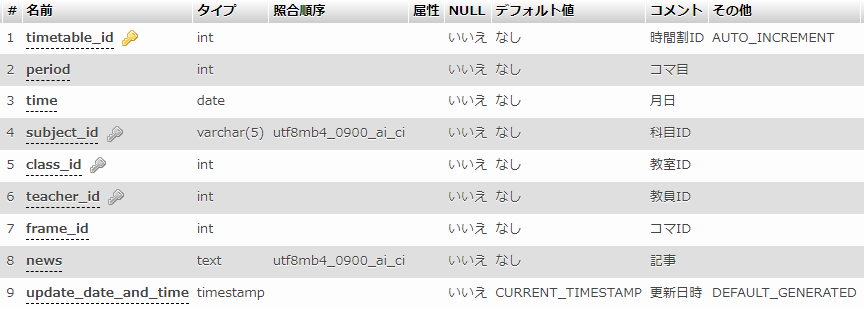 # 名前 タイプ 照合順序 属性 NULL デフォルト値 コメント その他
1 timetable_id int いいえ なし 時間割ID AUTO_INCREMENT
2 period int いいえ なし コマ目
3 time date いいえ なし 月日
4 subject_id varchar(5) utf8mb4_0900_ai_ci いいえ なし 科目ID
5 class_id int いいえ なし 教室ID
6 teacher_id int いいえ なし 教員ID
7 frame_id int いいえ なし コマID
8 news text utf8mb4_0900_ai_ci いいえ なし 記事
9 update_date_and_time timestamp いいえ CURRENT_TIMESTAMP 更新日時 DEFAULT_GENERATED